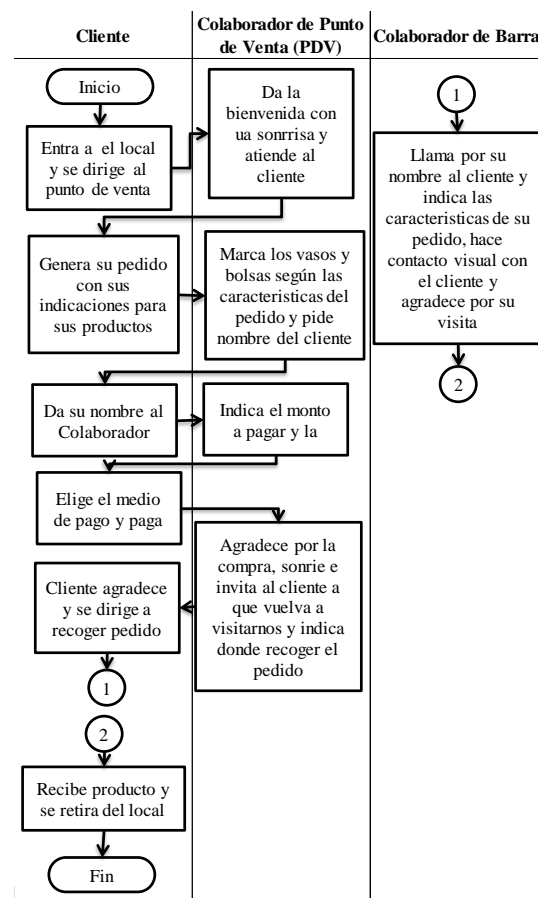 Cliente
Colaborador de Punto
de Venta (PDV)
Colaborador de Barra
Inicio
Entra a el local
y se dirige al
punto de venta
Da la
bienvenida con
ua sonrrisa y
atiende al
cliente
Genera su pedido
con sus
indicaciones para
sus productos
Marca los vasos y
bolsas según las
caracteristicas del
pedido y pide
nombre del cliente
Da su nombre al
Colaborador
Indica el monto
a pagar y la
Elige el medio
de pago y paga
Agradece por la
compra, sonrie e
invita al cliente a
que vuelva a
visitarnos y indica
donde recoger el
pedido
Cliente agradece
y se dirige a
recoger pedido
1
1
Llama por su
nombre al cliente y
indica las
caracteristicas de su
pedido, hace
contacto visual con
el cliente y
agradece por su
visita
2
2
Recibe producto y
se retira del local
Fin